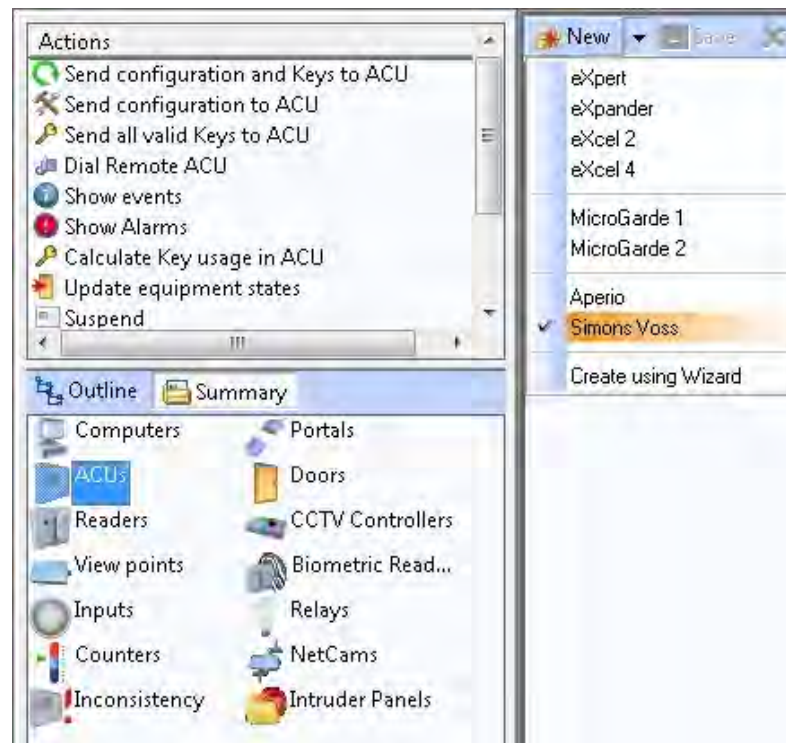 Actions
Send configuration and Keys to ACU
Send configuration to ACU
Send all valid Keys to ACU
Dial Remote ACU
Show events
Show Alarms
Calculate Key usage in ACU
Update equipment states
Suspend
Outline Summary
Computers Portals
ACUs Doors
Readers CCTV Controllers
View points Biometric Read...
Inputs Relays
Counters NetCams
Inconsistency Intruder Panels
New Save
eXpert
eXpander
eXcel 2
eXcel 4
MicroGarde 1
MicroGarde 2
Aperio
Simons Voss
Create using Wizard